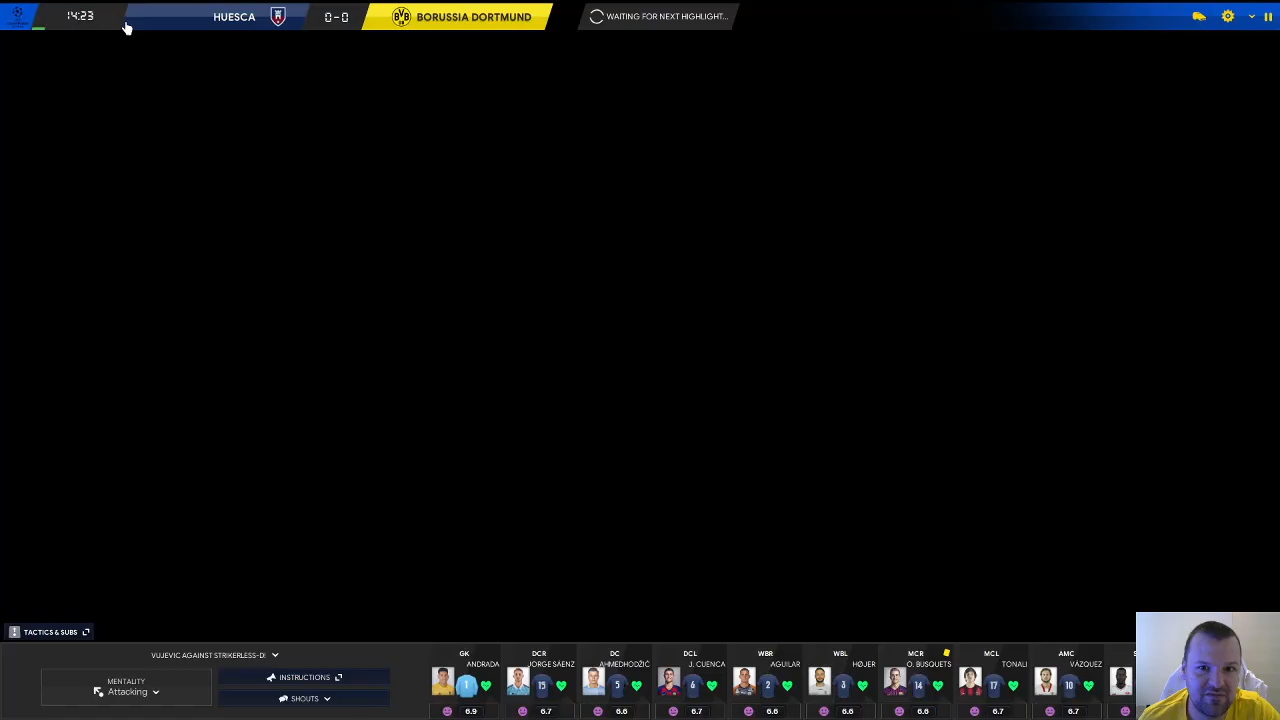 14:23
HUESCA
0-0
BORUSSIA DORTMUND
WAITING FOR NEXT HIGHLIGHT...
TACTICS & SUBS
VUJEVIC AGAINST STRIKERLESS-DI
MENTALITY
Attacking
INSTRUCTIONS
SHOUTS
GK
ANDRADA
1
6.9
DCR
JORGE SÁENZ
15
6.7
DC
AHMEDHODŽIĆ
5
6.6
DCL
J. CUENCA
6
6.7
WBR
AGUILAR
2
6.6
WBL
HØJER
3
6.6
MCR
O. BUSQUETS
14
6.6
MCL
TONALI
17
6.7
AMC
VÁZQUEZ
10
6.7